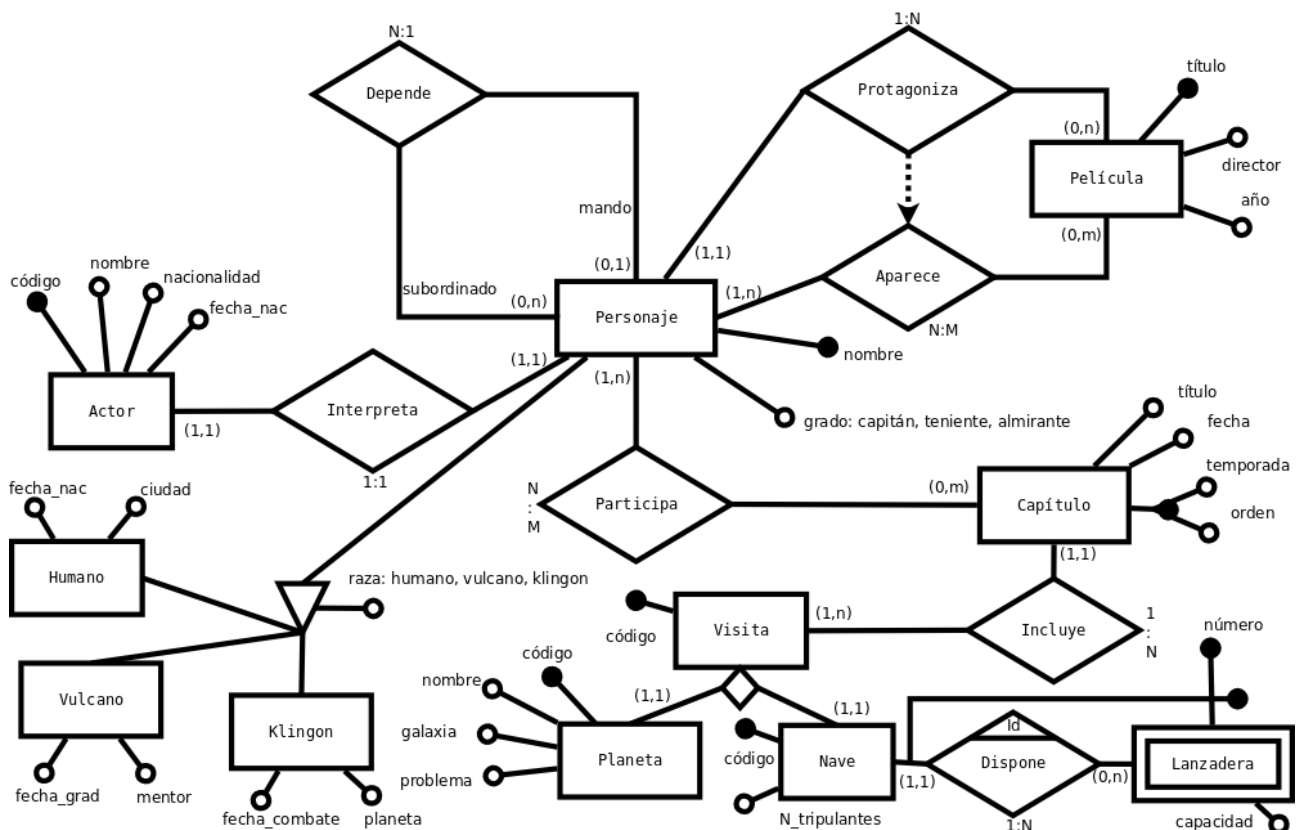 N:1
1:N
Depende
Protagoniza
título
(0,n)
Película
director
año
mando
(1,1)
(0,m)
(0,1)
Aparece
subordinado
(0,n)
Personaje
(1,n)
N:M
nombre
código
nombre
nacionalidad
fecha_nac
(1,1)
(1,n)
Actor
Interpreta
(1,1)
1:1
grado: capitán, teniente, almirante
título
fecha
temporada
orden
N
:
M
Participa
(0,m)
Capítulo
(1,1)
fecha_nac
ciudad
Humano
raza: humano, vulcano, klingon
código
Visita
(1,n)
Incluye
1
:
N
número
Vulcano
fecha_grad
mentor
Klingon
fecha_combate
planeta
nombre
código
galaxia
problema
(1,1)
Planeta
(1,1)
código
Nave
N_tripulantes
(1,1)
Id
Dispone
1:N
(0,n)
Lanzadera
capacidad